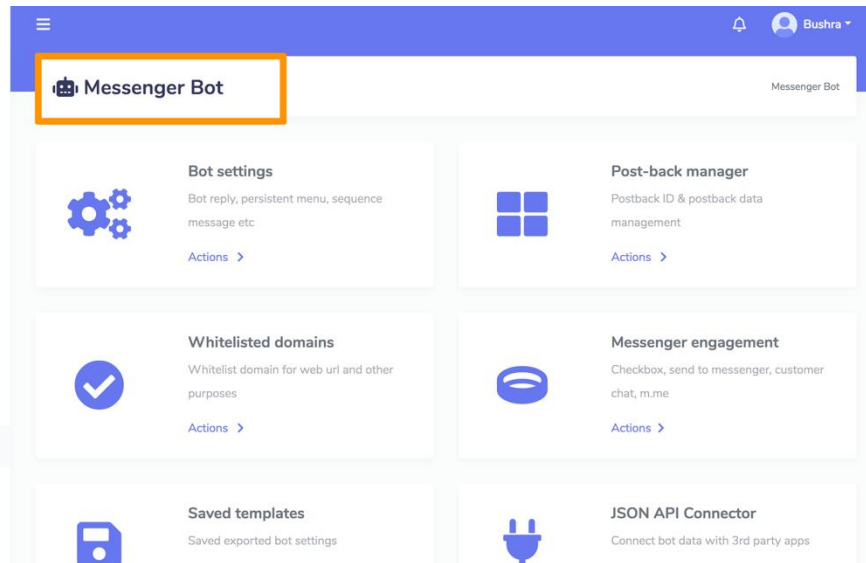 Bushra
Messenger Bot
Messenger Bot
Bot settings
Bot reply, persistent menu, sequence
message etc
Actions
Post-back manager
Postback ID & postback data
management
Actions
Whitelisted domains
Whitelist domain for web url and other
purposes
Actions
Messenger engagement
Checkbox, send to messenger, customer
chat, m.me
Actions
Saved templates
Saved exported bot settings
JSON API Connector
Connect bot data with 3rd party apps